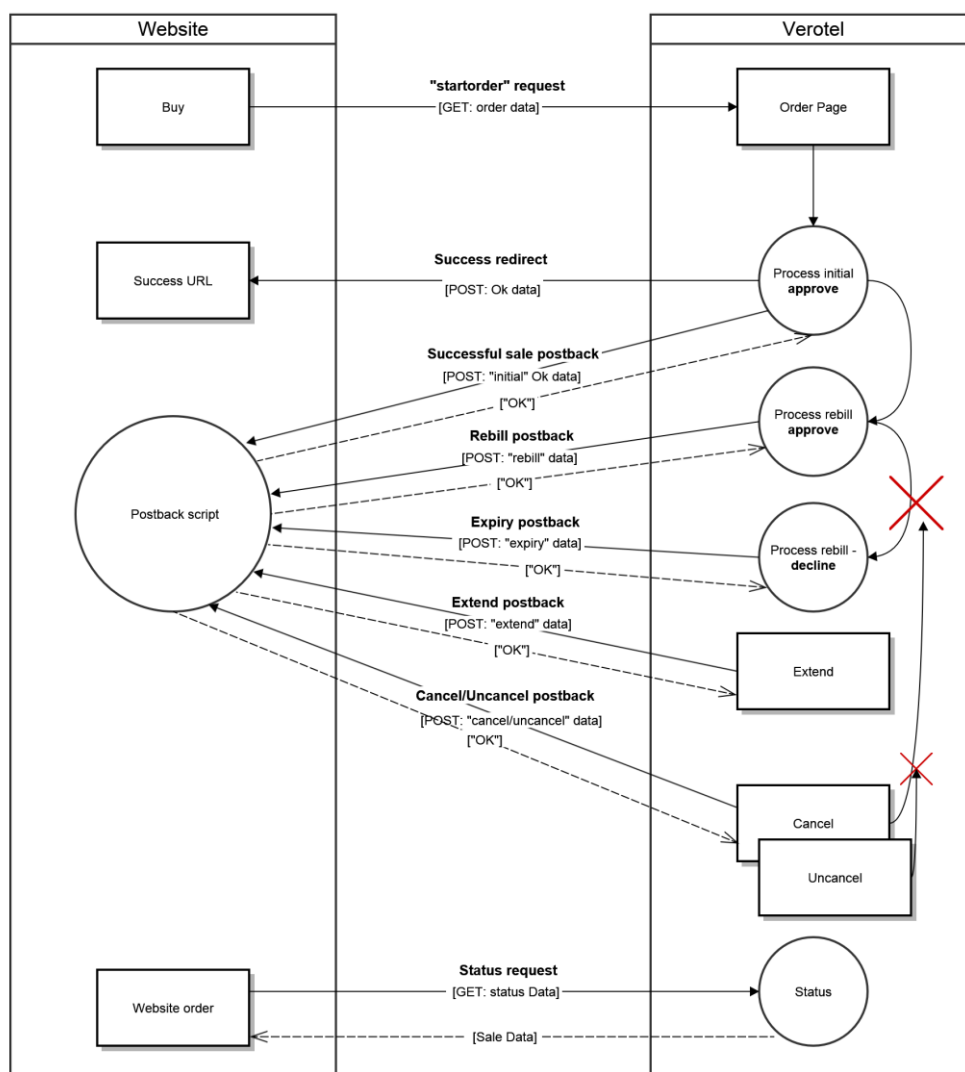 Website
Verotel
Buy
"startorder" request
[GET: order data]
Order Page
Success URL
Success redirect
[POST: Ok data]
Process initial
approve
Successful sale postback
[POST: "initial" Ok data]
["OK"]
Process rebill
approve
Rebill postback
[POST: "rebill" data]
["OK"]
Postback script
Expiry postback
[POST: "expiry" data]
["OK"]
Process rebill -
decline
Extend postback
[POST: "extend" data]
["OK"]
Extend
Cancel/Uncancel postback
[POST: "cancel/uncancel" data]
["OK"]
Cancel
Uncancel
Status request
[GET: status Data]
Website order
Status
[Sale Data]